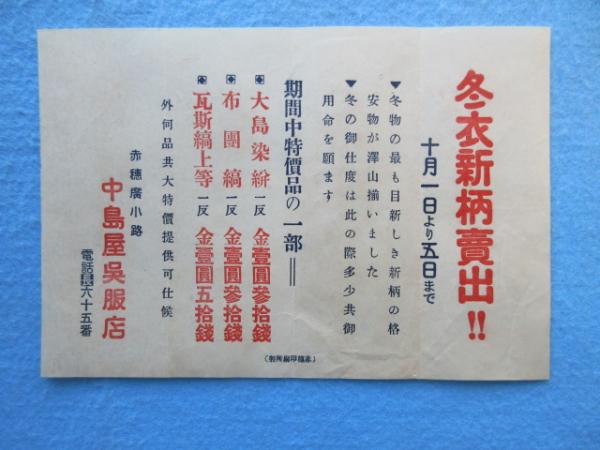 冬衣新柄賣出!!
十月一日より五日まで
▼冬物の最も目新しき新柄の格
安物が澤山揃いました
▼冬の御仕度は此の際多少共御
用命を願ます
期間中特價品の一部
大島染絣 一反 金壹圓參拾錢
布團縞 一反 金壹圓參拾錢
瓦斯縞上等 一反 金壹圓五拾錢
外何品共大特價提供可仕候
赤穗廣小路
中島屋呉服店
電話 六十五番